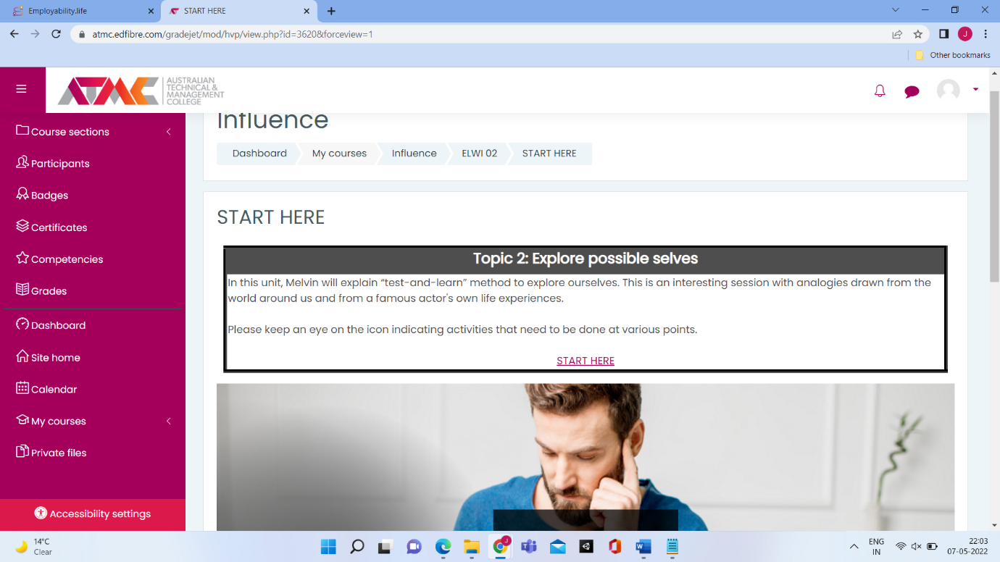 Employability.life
START HERE
atmc.edfibre.com/gradejet/mod/hvp/view.php?id=3620&forceview=1
J
Other bookmarks
ATMC
AUSTRALIAN
TECHNICAL &
MANAGEMENT
COLLEGE
Course sections
Participants
Badges
Certificates
Competencies
Grades
Dashboard
Site home
Calendar
My courses
Private files
Accessibility settings
Influence
Dashboard
My courses
Influence
ELWI 02
START HERE
START HERE
Topic 2: Explore possible selves
In this unit, Melvin will explain “test-and-learn” method to explore ourselves. This is an interesting session with analogies drawn from the
world around us and from a famous actor's own life experiences.
Please keep an eye on the icon indicating activities that need to be done at various points.
START HERE
14°C
Clear
J
ENG
IN
22:03
07-05-2022